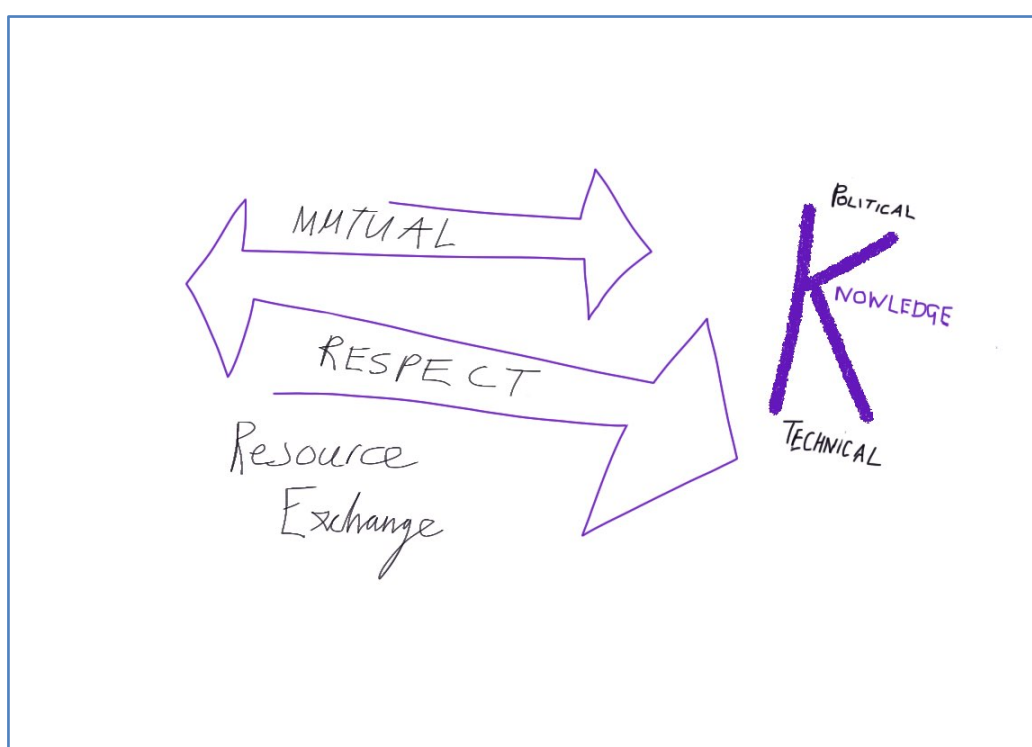 MUTUAL
RESPECT
Resource
Exchange
POLITICAL
KNOWLEDGE
TECHNICAL